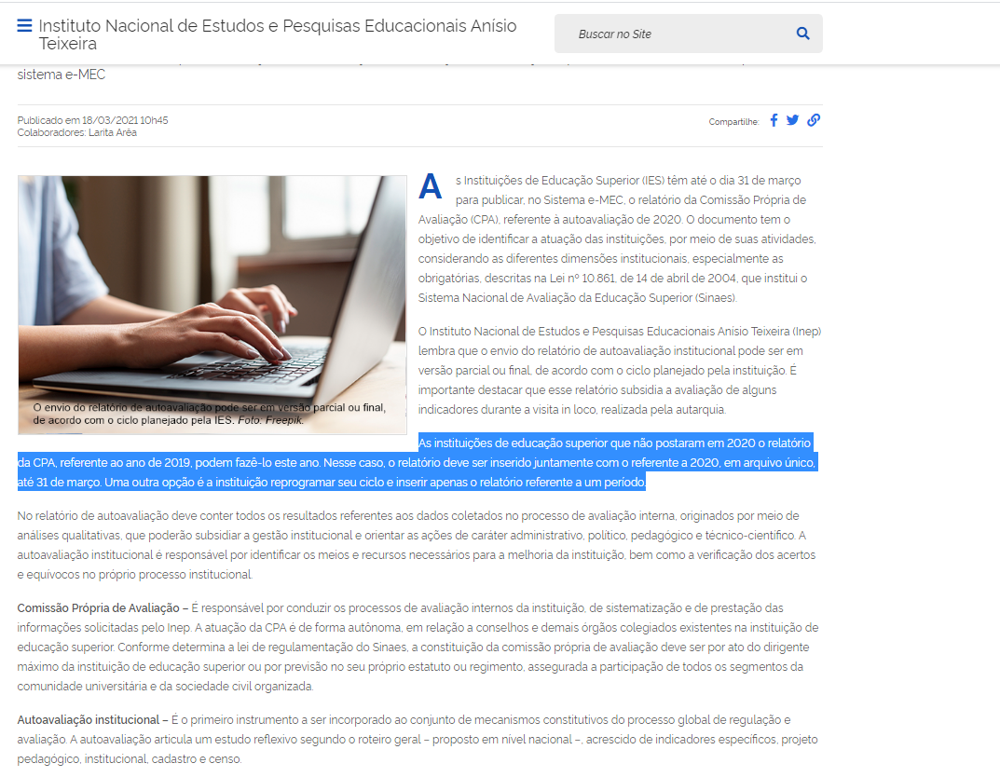 Instituto Nacional de Estudos e Pesquisas Educacionais Anísio
Teixeira
Buscar no Site
sistema e-MEC
Publicado em 18/03/2021 10h45
Colaboradores: Larita Arêa
Compartilhe:
O envio do relatório de autoavaliação pode ser em versão parcial ou final,
de acordo com o ciclo planejado pela IES. Foto: Freepik.
As Instituições de Educação Superior (IES) têm até o dia 31 de março
para publicar, no Sistema e-MEC, o relatório da Comissão Própria de
Avaliação (CPA), referente à autoavaliação de 2020. O documento tem o
objetivo de identificar a atuação das instituições, por meio de suas atividades,
considerando as diferentes dimensões institucionais, especialmente as
obrigatórias, descritas na Lei nº 10.861, de 14 de abril de 2004, que institui o
Sistema Nacional de Avaliação da Educação Superior (Sinaes).
O Instituto Nacional de Estudos e Pesquisas Educacionais Anísio Teixeira (Inep)
lembra que o envio do relatório de autoavaliação institucional pode ser em
versão parcial ou final, de acordo com o ciclo planejado pela instituição. É
importante destacar que esse relatório subsidia a avaliação de alguns
indicadores durante a visita in loco, realizada pela autarquia.
As instituições de educação superior que não postaram em 2020 o relatório
da CPA, referente ao ano de 2019, podem fazê-lo este ano. Nesse caso, o relatório deve ser inserido juntamente com o referente a 2020, em arquivo único,
até 31 de março. Uma outra opção é a instituição reprogramar seu ciclo e inserir apenas o relatório referente a um período.
No relatório de autoavaliação deve conter todos os resultados referentes aos dados coletados no processo de avaliação interna, originados por meio de
análises qualitativas, que poderão subsidiar a gestão institucional e orientar as ações de caráter administrativo, político, pedagógico e técnico-científico. A
autoavaliação institucional é responsável por identificar os meios e recursos necessários para a melhoria da instituição, bem como a verificação dos acertos
e equívocos no próprio processo institucional.
Comissão Própria de Avaliação – É responsável por conduzir os processos de avaliação internos da instituição, de sistematização e de prestação das
informações solicitadas pelo Inep. A atuação da CPA é de forma autônoma, em relação a conselhos e demais órgãos colegiados existentes na instituição de
educação superior. Conforme determina a lei de regulamentação do Sinaes, a constituição da comissão própria de avaliação deve ser por ato do dirigente
máximo da instituição de educação superior ou por previsão no seu próprio estatuto ou regimento, assegurada a participação de todos os segmentos da
comunidade universitária e da sociedade civil organizada.
Autoavaliação institucional – É o primeiro instrumento a ser incorporado ao conjunto de mecanismos constitutivos do processo global de regulação e
avaliação. A autoavaliação articula um estudo reflexivo segundo o roteiro geral – proposto em nível nacional –, acrescido de indicadores específicos, projeto
pedagógico, institucional, cadastro e censo.